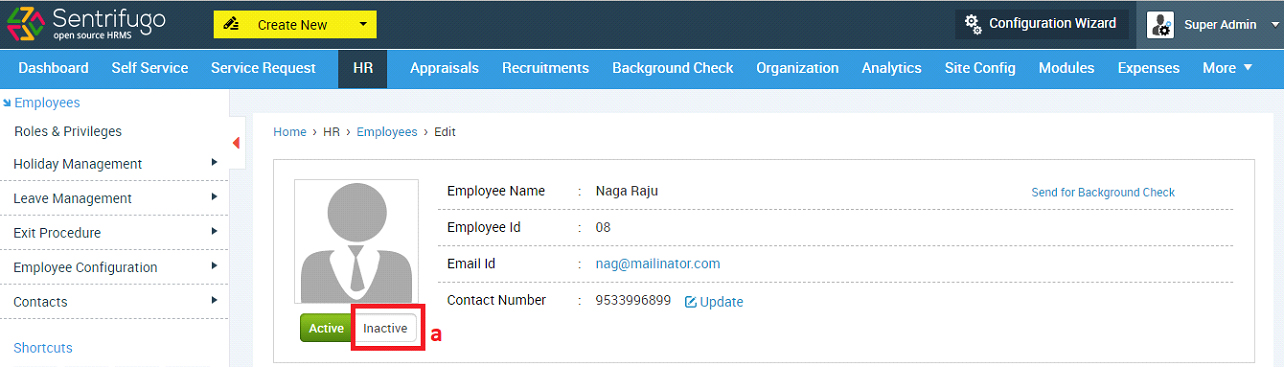 Sentrifugo
open source HRMS
Create New
Configuration Wizard
Super Admin
Dashboard Self Service Service Request HR Appraisals Recruitments Background Check Organization Analytics Site Config Modules Expenses More
Employees
Roles & Privileges
Holiday Management
Leave Management
Exit Procedure
Employee Configuration
Contacts
Shortcuts
Home › HR › Employees › Edit
Employee Name : Naga Raju
Send for Background Check
Employee Id : 08
Email Id : nag@mailinator.com
Contact Number : 9533996899 Update
Active Inactive a